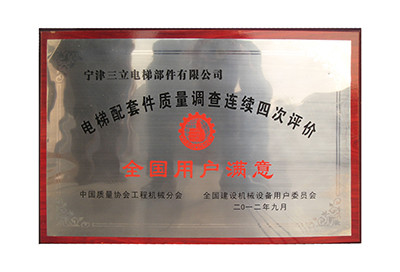 宁津三立电梯部件有限公司
电梯配套件质量调查连续四次评价
全国用户满意
中国质量协会工程机械分会 全国建设机械设备用户委员会
二〇一二年九月